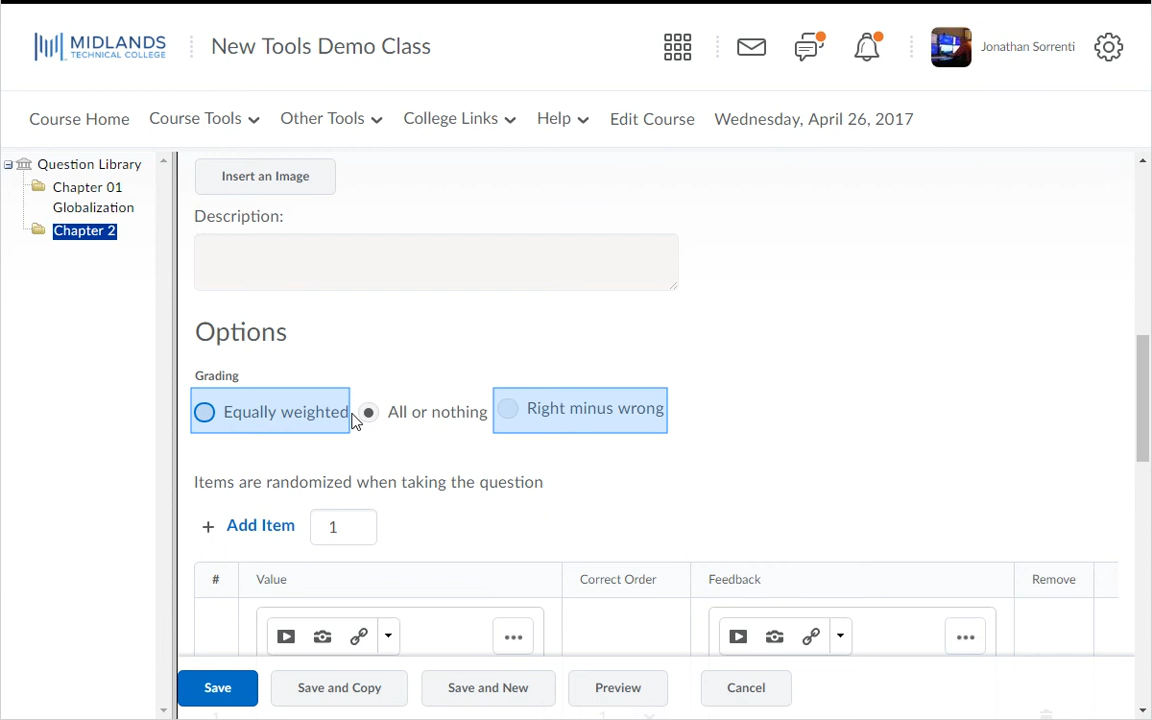 MIDLANDS
TECHNICAL COLLEGE
New Tools Demo Class
Jonathan Sorrenti
Course Home Course Tools Other Tools College Links Help Edit Course Wednesday, April 26, 2017
Question Library
Chapter 01
Globalization
Chapter 2
Insert an Image
Description:
Options
Grading
Equally weighted All or nothing Right minus wrong
Items are randomized when taking the question
+ Add Item 1
# Value Correct Order Feedback Remove
Save Save and Copy Save and New Preview Cancel